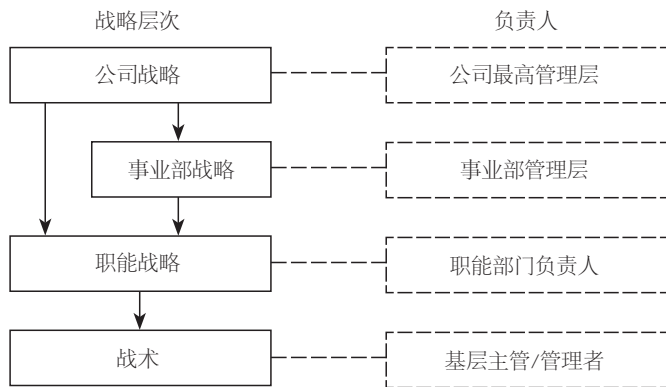 战略层次 负责人
公司战略 公司最高管理层
事业部战略 事业部管理层
职能战略 职能部门负责人
战术 基层主管/管理者